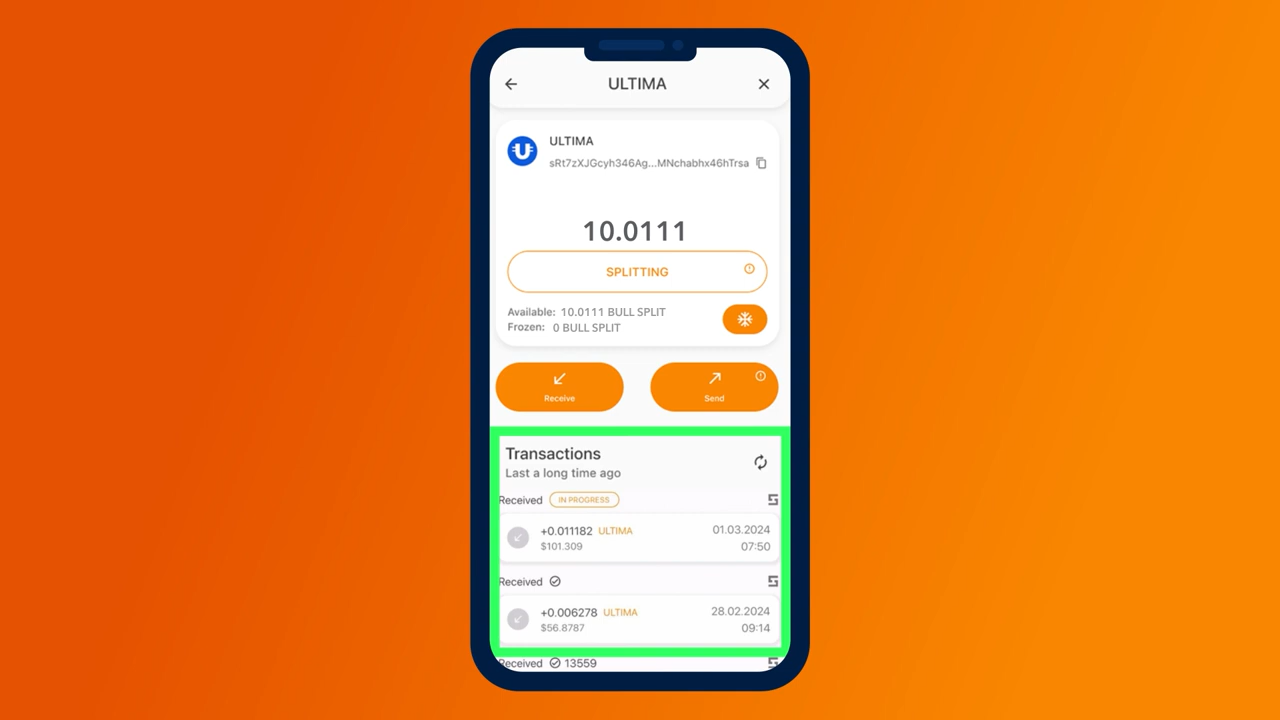 ULTIMA
ULTIMA
sRt7zXJGcyh346Ag...MNchabhx46hTrsa
10.0111
SPLITTING
Available: 10.0111 BULL SPLIT
Frozen: 0 BULL SPLIT
Receive
Send
Transactions
Last a long time ago
Received IN PROGRESS
+0.011182 ULTIMA 01.03.2024
$101.309 07:50
Received
+0.006278 ULTIMA 28.02.2024
$56.8787 09:14
Received 13559